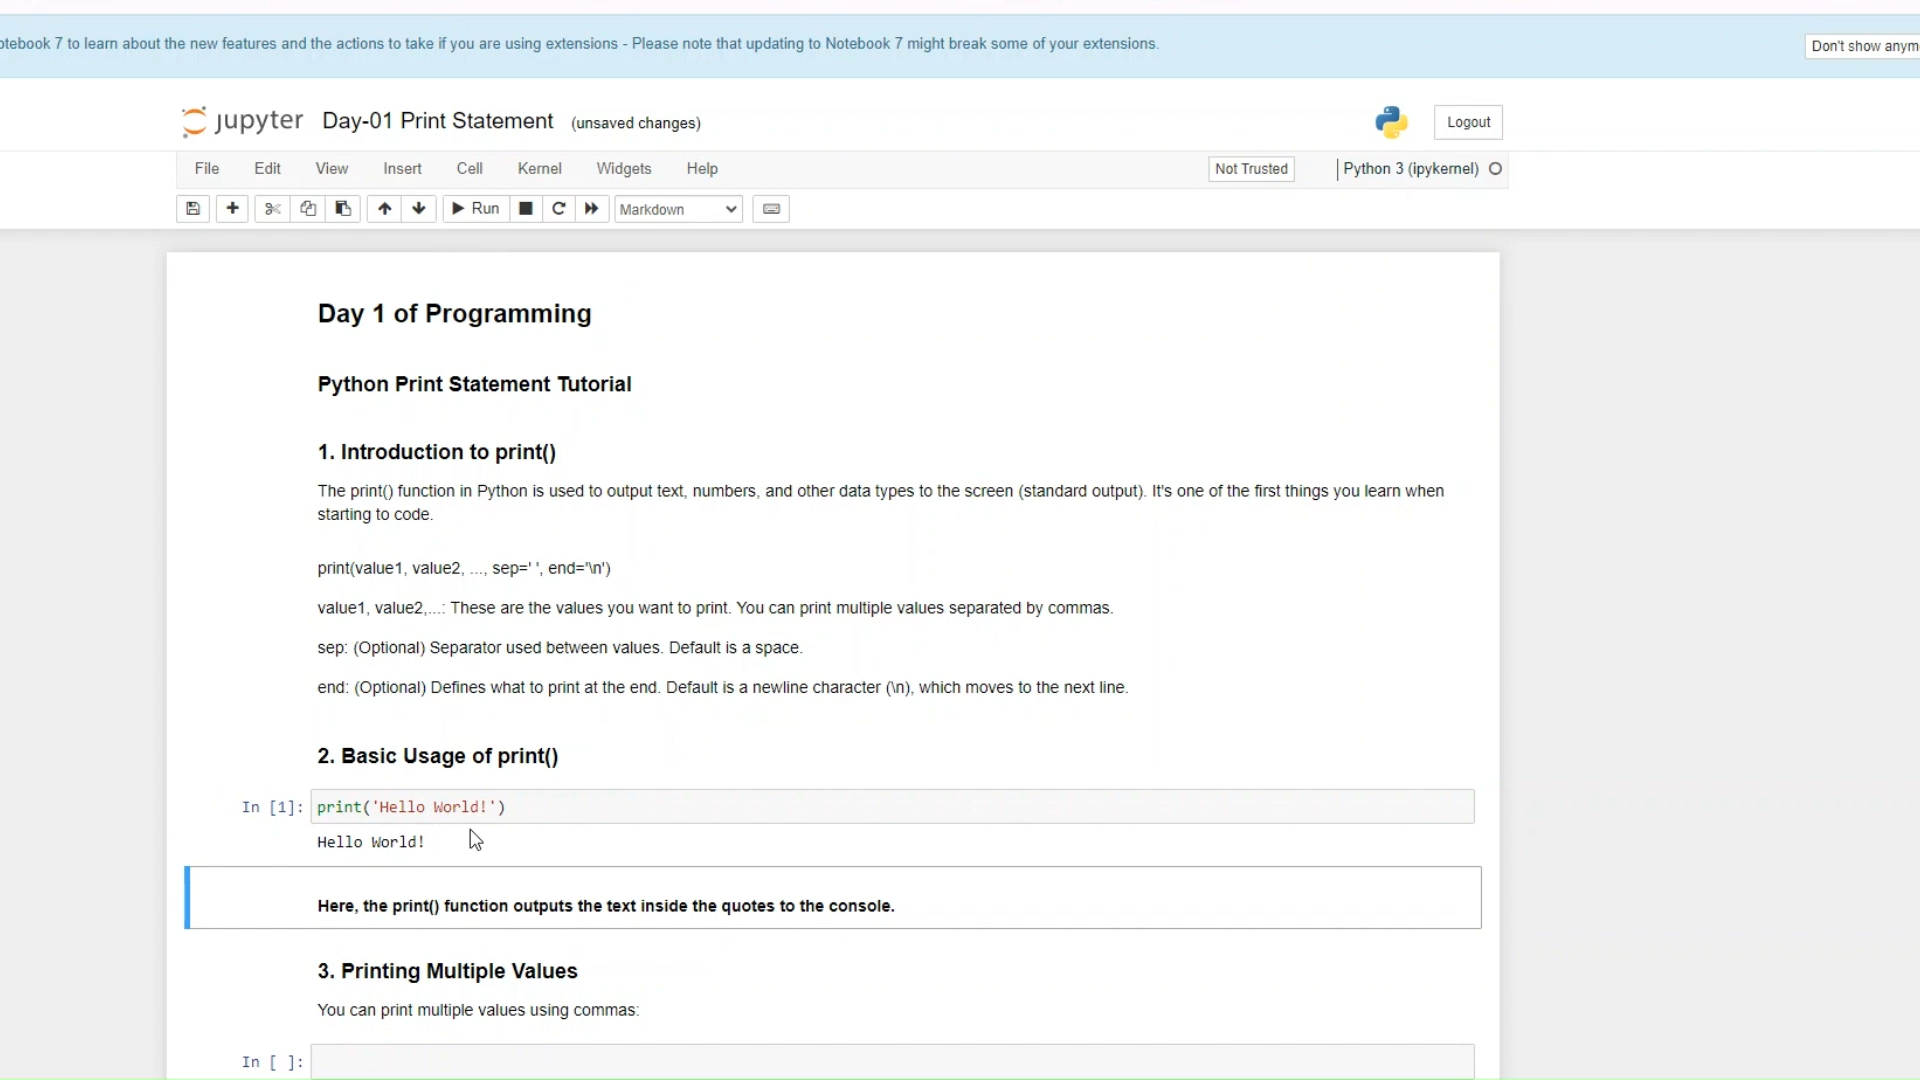 otebook 7 to learn about the new features and the actions to take if you are using extensions - Please note that updating to Notebook 7 might break some of your extensions.
Don't show anym
jupyter Day-01 Print Statement (unsaved changes)
Logout
File Edit View Insert Cell Kernel Widgets Help
Not Trusted
Python 3 (ipykernel)
Run
Markdown
Day 1 of Programming
Python Print Statement Tutorial
1. Introduction to print()
The print() function in Python is used to output text, numbers, and other data types to the screen (standard output). It's one of the first things you learn when
starting to code.
print(value1, value2, ..., sep=' ', end='\n')
value1, value2,...: These are the values you want to print. You can print multiple values separated by commas.
sep: (Optional) Separator used between values. Default is a space.
end: (Optional) Defines what to print at the end. Default is a newline character (\n), which moves to the next line.
2. Basic Usage of print()
In [1]: print('Hello World!')
Hello World!
Here, the print() function outputs the text inside the quotes to the console.
3. Printing Multiple Values
You can print multiple values using commas:
In [ ]: